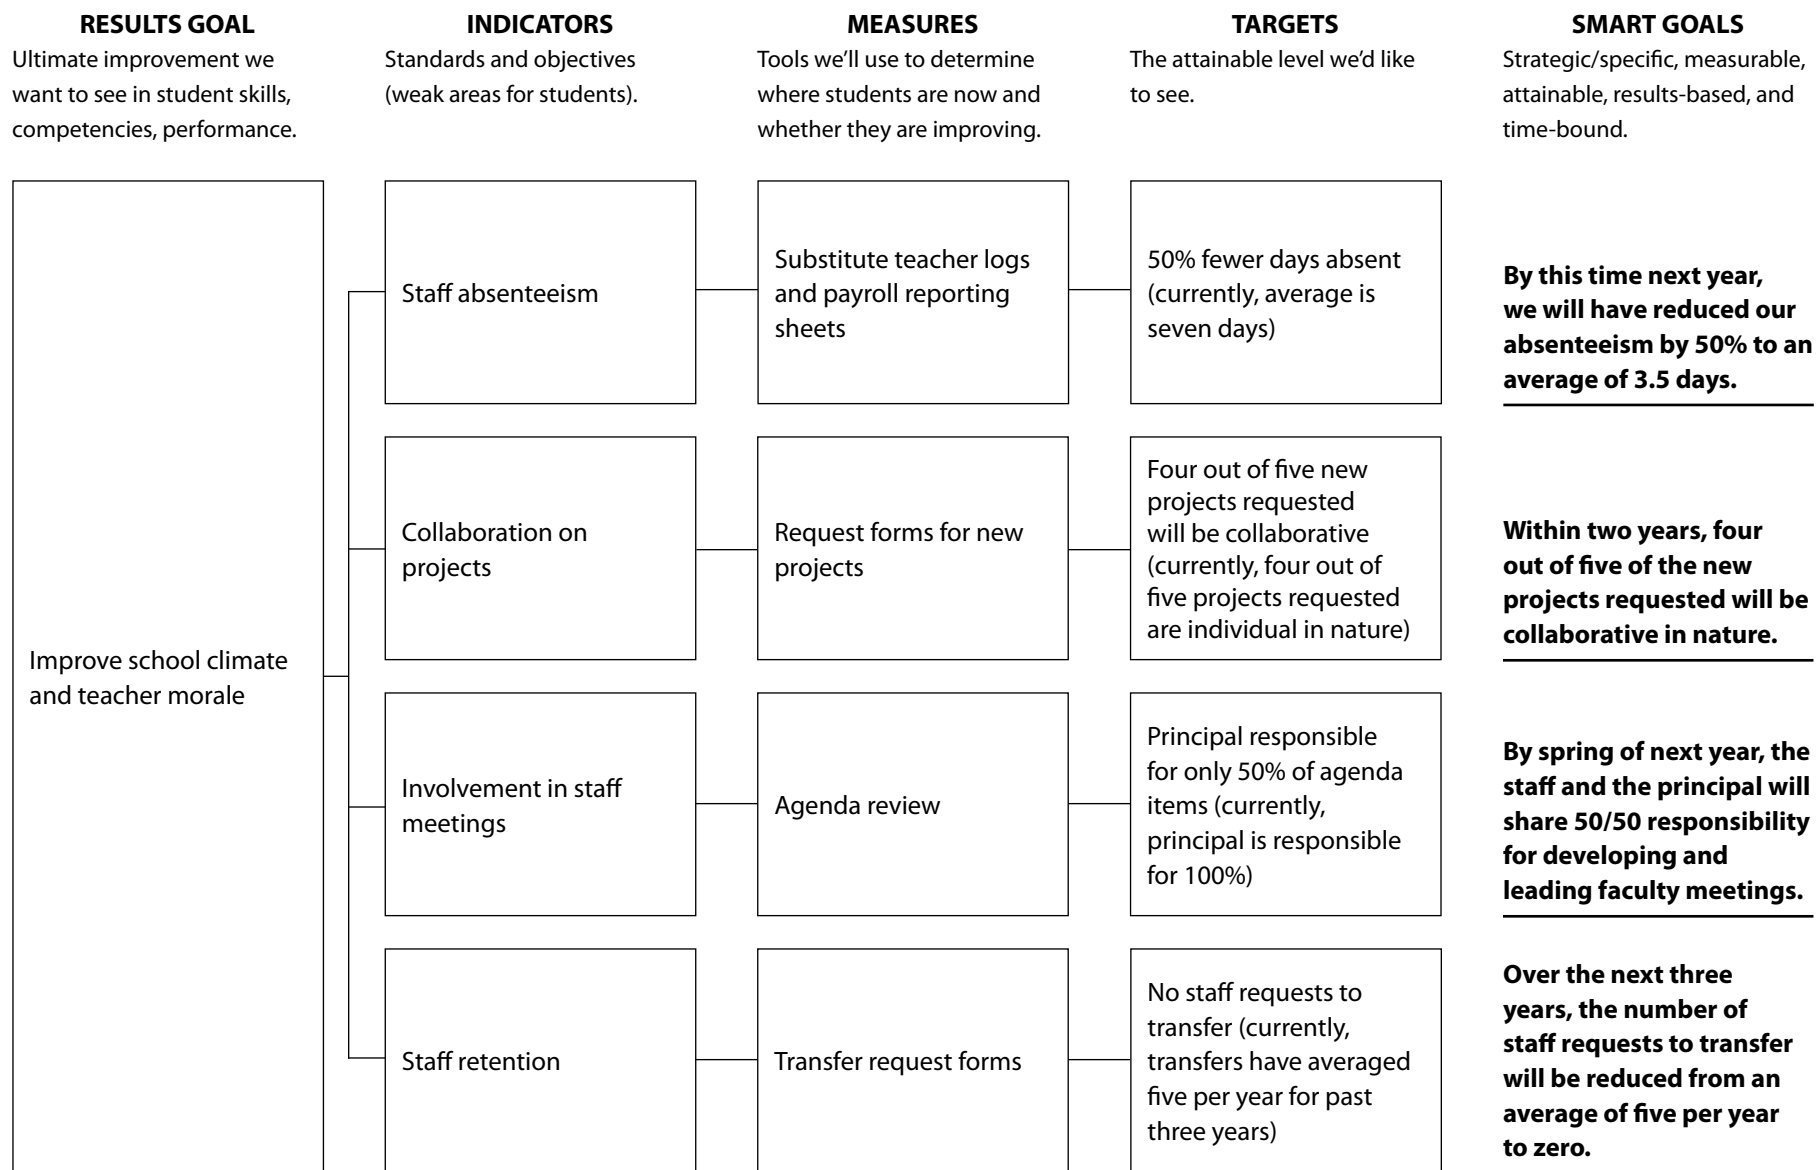 RESULTS GOAL
Ultimate improvement we
want to see in student skills,
competencies, performance.
INDICATORS
Standards and objectives
(weak areas for students).
MEASURES
Tools we’ll use to determine
where students are now and
whether they are improving.
TARGETS
The attainable level we’d like
to see.
SMART GOALS
Strategic/specific, measurable,
attainable, results-based, and
time-bound.
Improve school climate
and teacher morale
Staff absenteeism
Substitute teacher logs
and payroll reporting
sheets
50% fewer days absent
(currently, average is
seven days)
By this time next year,
we will have reduced our
absenteeism by 50% to an
average of 3.5 days.
Collaboration on
projects
Request forms for new
projects
Four out of five new
projects requested
will be collaborative
(currently, four out of
five projects requested
are individual in nature)
Within two years, four
out of five of the new
projects requested will be
collaborative in nature.
Involvement in staff
meetings
Agenda review
Principal responsible
for only 50% of agenda
items (currently,
principal is responsible
for 100%)
By spring of next year, the
staff and the principal will
share 50/50 responsibility
for developing and
leading faculty meetings.
Staff retention
Transfer request forms
No staff requests to
transfer (currently,
transfers have averaged
five per year for past
three years)
Over the next three
years, the number of
staff requests to transfer
will be reduced from an
average of five per year
to zero.